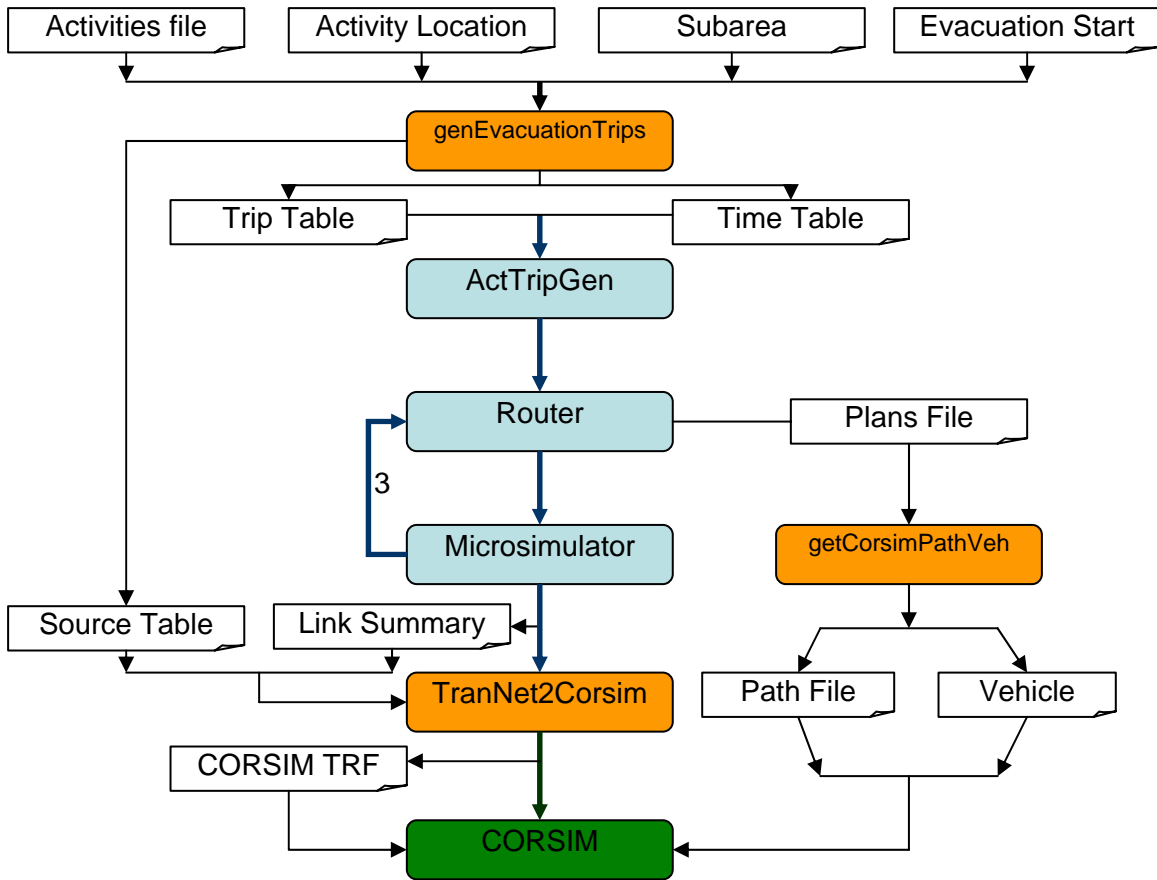 Activities file
Activity Location
Subarea
Evacuation Start
genEvacuationTrips
Trip Table
Time Table
ActTripGen
Router
Plans File
3
Microsimulator
getCorsimPathVeh
Source Table
Link Summary
TranNet2Corsim
Path File
Vehicle
CORSIM TRF
CORSIM